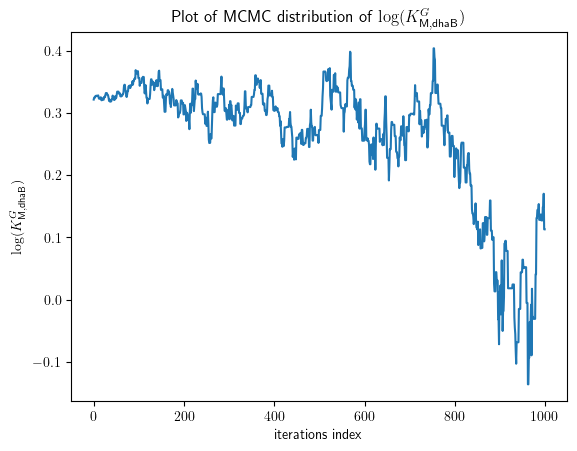 Plot of MCMC distribution of log(K^G_M,dhaB)
log(K^G_M,dhaB)
0.4
0.3
0.2
0.1
0.0
−0.1
0 200 400 600 800 1000
iterations index